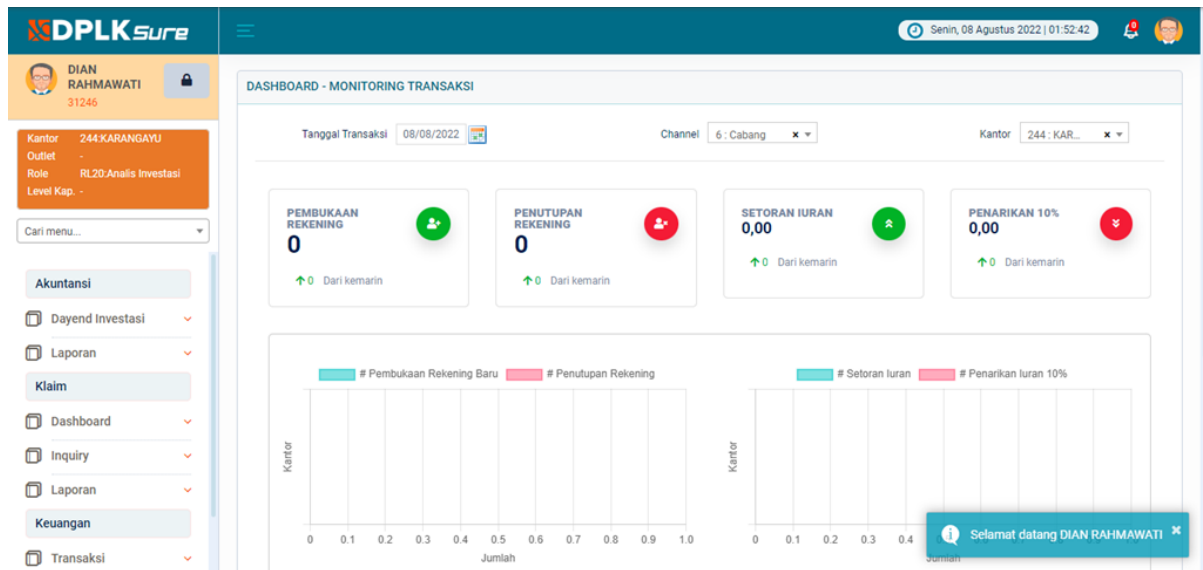 DPLKSure
Senin, 08 Agustus 2022 | 01:52:42
DIAN
RAHMAWATI
31246
Kantor 244:KARANGAYU
Outlet -
Role RL20:Analis Investasi
Level Kap. -
Cari menu...
Akuntansi
Dayend Investasi
Laporan
Klaim
Dashboard
Inquiry
Laporan
Keuangan
Transaksi
DASHBOARD - MONITORING TRANSAKSI
Tanggal Transaksi 08/08/2022 Channel 6 : Cabang x Kantor 244 : KAR... x
PEMBUKAAN
REKENING
0
0 Dari kemarin
PENUTUPAN
REKENING
0
0 Dari kemarin
SETORAN IURAN
0,00
0 Dari kemarin
PENARIKAN 10%
0,00
0 Dari kemarin
# Pembukaan Rekening Baru # Penutupan Rekening
Kantor
0 0.1 0.2 0.3 0.4 0.5 0.6 0.7 0.8 0.9 1.0
Jumlah
# Setoran Iuran # Penarikan Iuran 10%
Kantor
0 0.1 0.2 0.3 0.4
Jumlah
Selamat datang DIAN RAHMAWATI ×